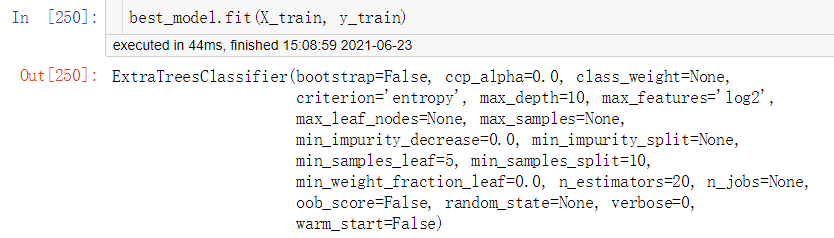 In [250]: best_model.fit(X_train, y_train)
executed in 44ms, finished 15:08:59 2021-06-23
Out[250]: ExtraTreesClassifier(bootstrap=False, ccp_alpha=0.0, class_weight=None,
criterion='entropy', max_depth=10, max_features='log2',
max_leaf_nodes=None, max_samples=None,
min_impurity_decrease=0.0, min_impurity_split=None,
min_samples_leaf=5, min_samples_split=10,
min_weight_fraction_leaf=0.0, n_estimators=20, n_jobs=None,
oob_score=False, random_state=None, verbose=0,
warm_start=False)